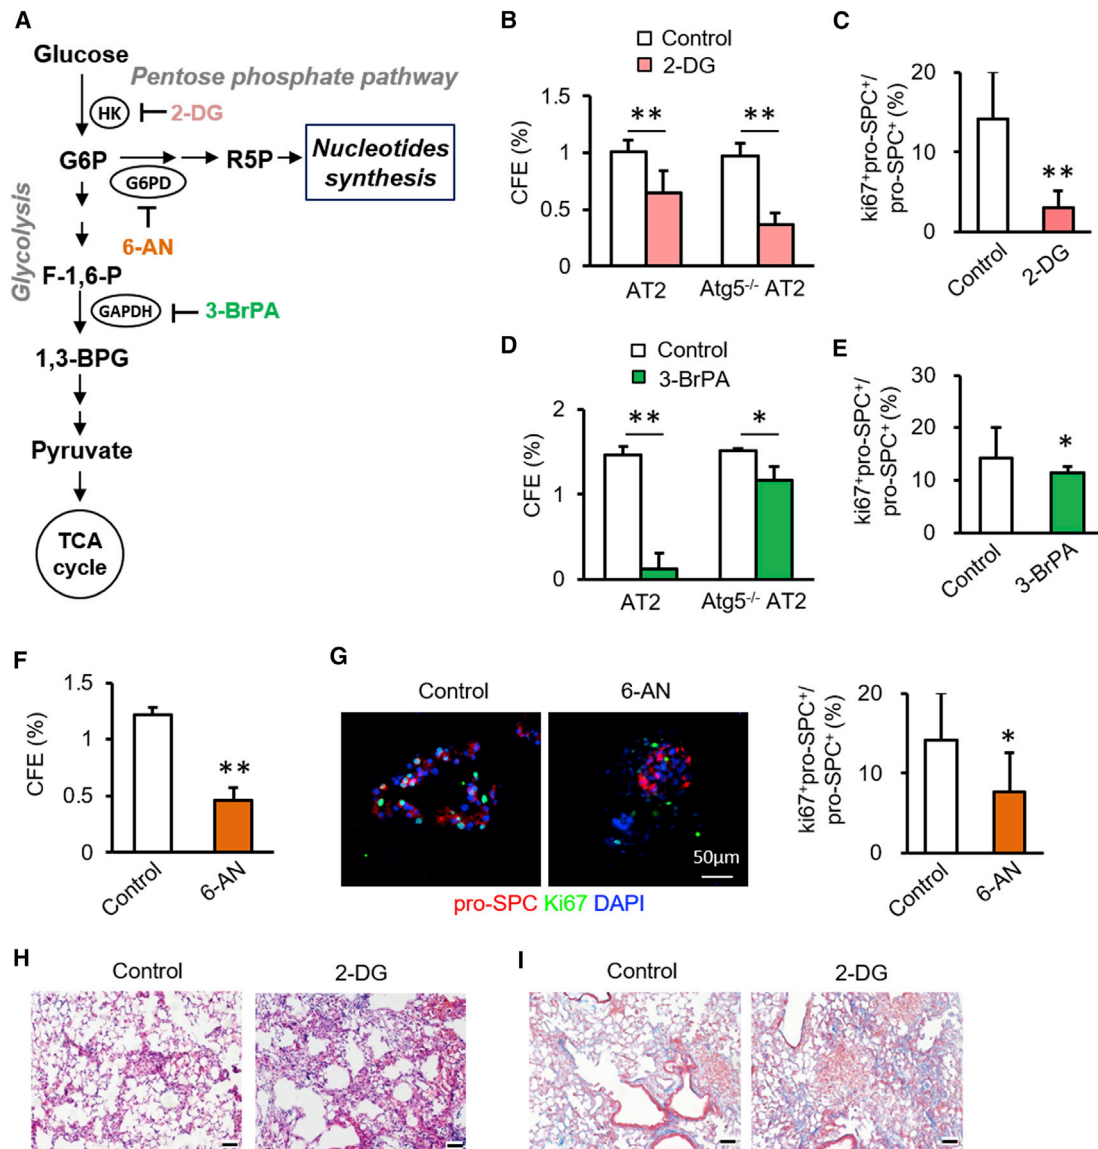 A
Glucose
Pentose phosphate pathway
HK
2-DG
G6P
R5P
Nucleotides
synthesis
G6PD
6-AN
Glycolysis
F-1,6-P
GAPDH
3-BrPA
1,3-BPG
Pyruvate
TCA
cycle
B
Control
2-DG
CFE (%)
1.5
1
0.5
0
**
**
AT2
Atg5-/- AT2
C
ki67+pro-SPC+/
pro-SPC+ (%)
20
10
0
**
Control
2-DG
D
Control
3-BrPA
CFE (%)
2
1
0
**
*
AT2
Atg5-/- AT2
E
ki67+pro-SPC+/
pro-SPC+ (%)
30
20
10
0
*
Control
3-BrPA
F
CFE (%)
1.5
1
0.5
0
**
Control
6-AN
G
Control
6-AN
50μm
pro-SPC Ki67 DAPI
ki67+pro-SPC+/
pro-SPC+ (%)
20
10
0
*
Control
6-AN
H
Control
2-DG
I
Control
2-DG